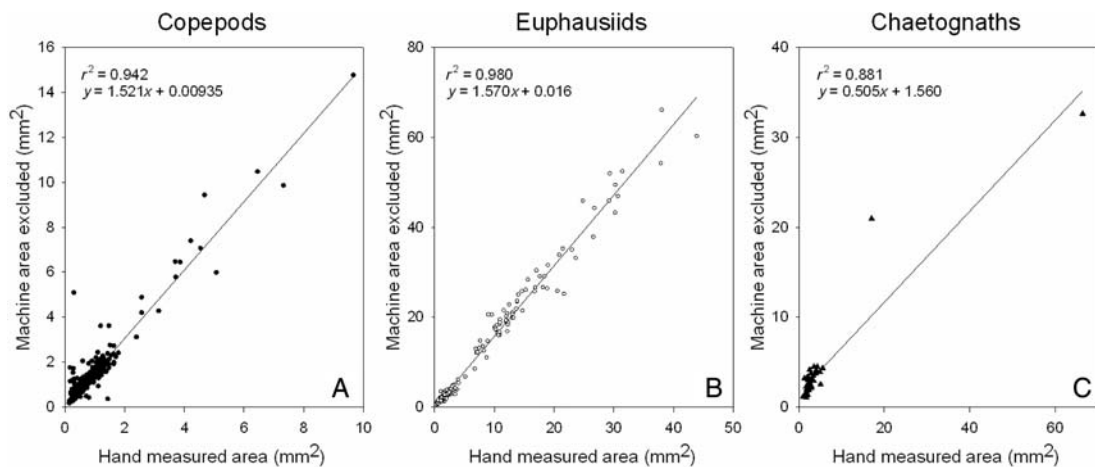 Copepods
Machine area excluded (mm²)
16
14
12
10
8
6
4
2
0
r² = 0.942
y = 1.521x + 0.00935
A
0 2 4 6 8 10
Hand measured area (mm²)
Euphausiids
Machine area excluded (mm²)
80
60
40
20
0
r² = 0.980
y = 1.570x + 0.016
B
0 10 20 30 40 50
Hand measured area (mm²)
Chaetognaths
Machine area excluded (mm²)
40
30
20
10
0
r² = 0.881
y = 0.505x + 1.560
C
0 20 40 60
Hand measured area (mm²)